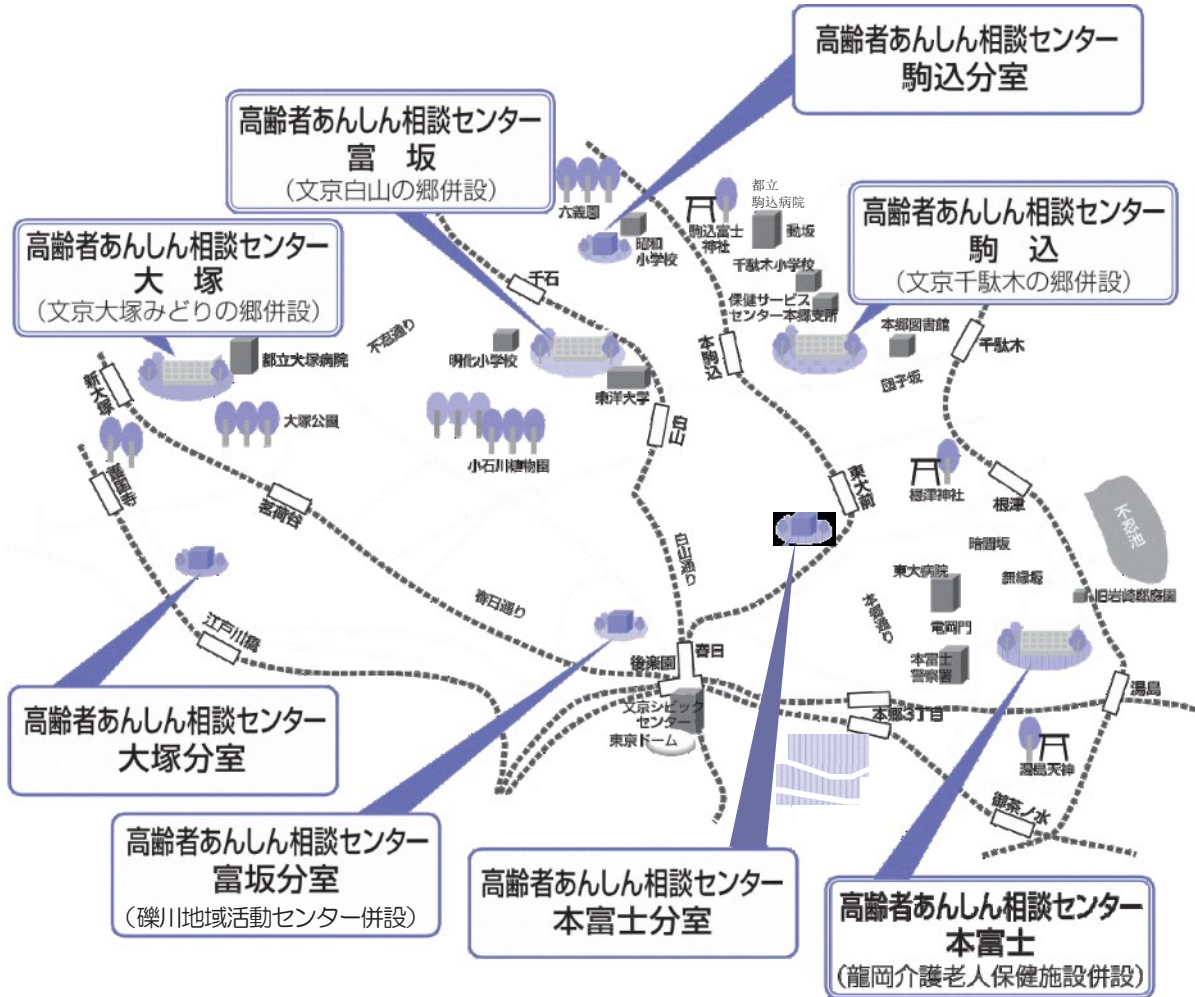 高齢者あんしん相談センター
駒込分室
高齢者あんしん相談センター
富 坂
(文京白山の郷併設)
高齢者あんしん相談センター
駒 込
(文京千駄木の郷併設)
高齢者あんしん相談センター
大 塚
(文京大塚みどりの郷併設)
六義園
昭和
小学校
駒込富士
神社
都立
駒込病院
動坂
千駄木小学校
保健サービス
センター本郷支所
本郷図書館
団子坂
千駄木
千石
不忍通り
明化小学校
東洋大学
本駒込
白山
新大塚
都立大塚病院
大塚公園
小石川植物園
護国寺
茗荷谷
東大前
根津神社
根津
不忍池
暗闇坂
無縁坂
東大病院
旧岩崎邸庭園
本郷通り
竜岡門
本富士
警察署
白山通り
春日通り
江戸川橋
後楽園
春日
文京シビック
センター
東京ドーム
本郷3丁目
湯島
湯島天神
御茶ノ水
高齢者あんしん相談センター
大塚分室
高齢者あんしん相談センター
富坂分室
(礫川地域活動センター併設)
高齢者あんしん相談センター
本富士分室
高齢者あんしん相談センター
本富士
(龍岡介護老人保健施設併設)